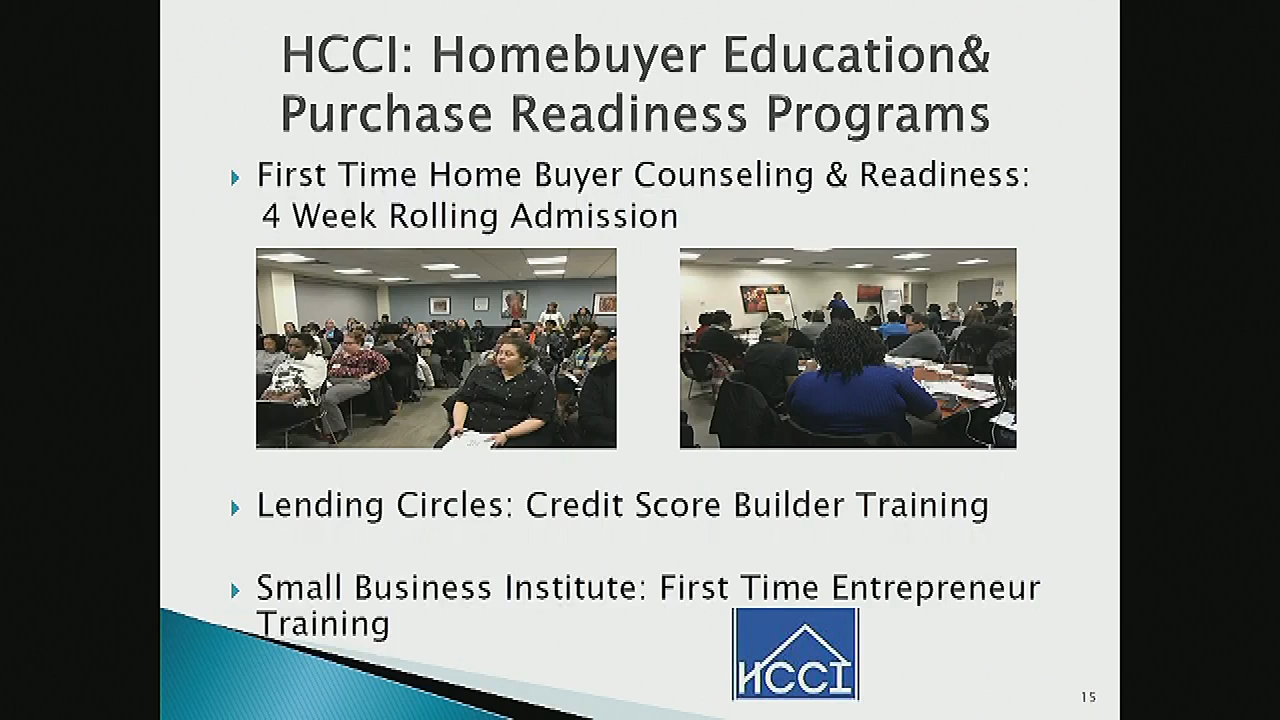 HCCI: Homebuyer Education&
Purchase Readiness Programs
First Time Home Buyer Counseling & Readiness:
4 Week Rolling Admission
Lending Circles: Credit Score Builder Training
Small Business Institute: First Time Entrepreneur
Training
HCCI
15